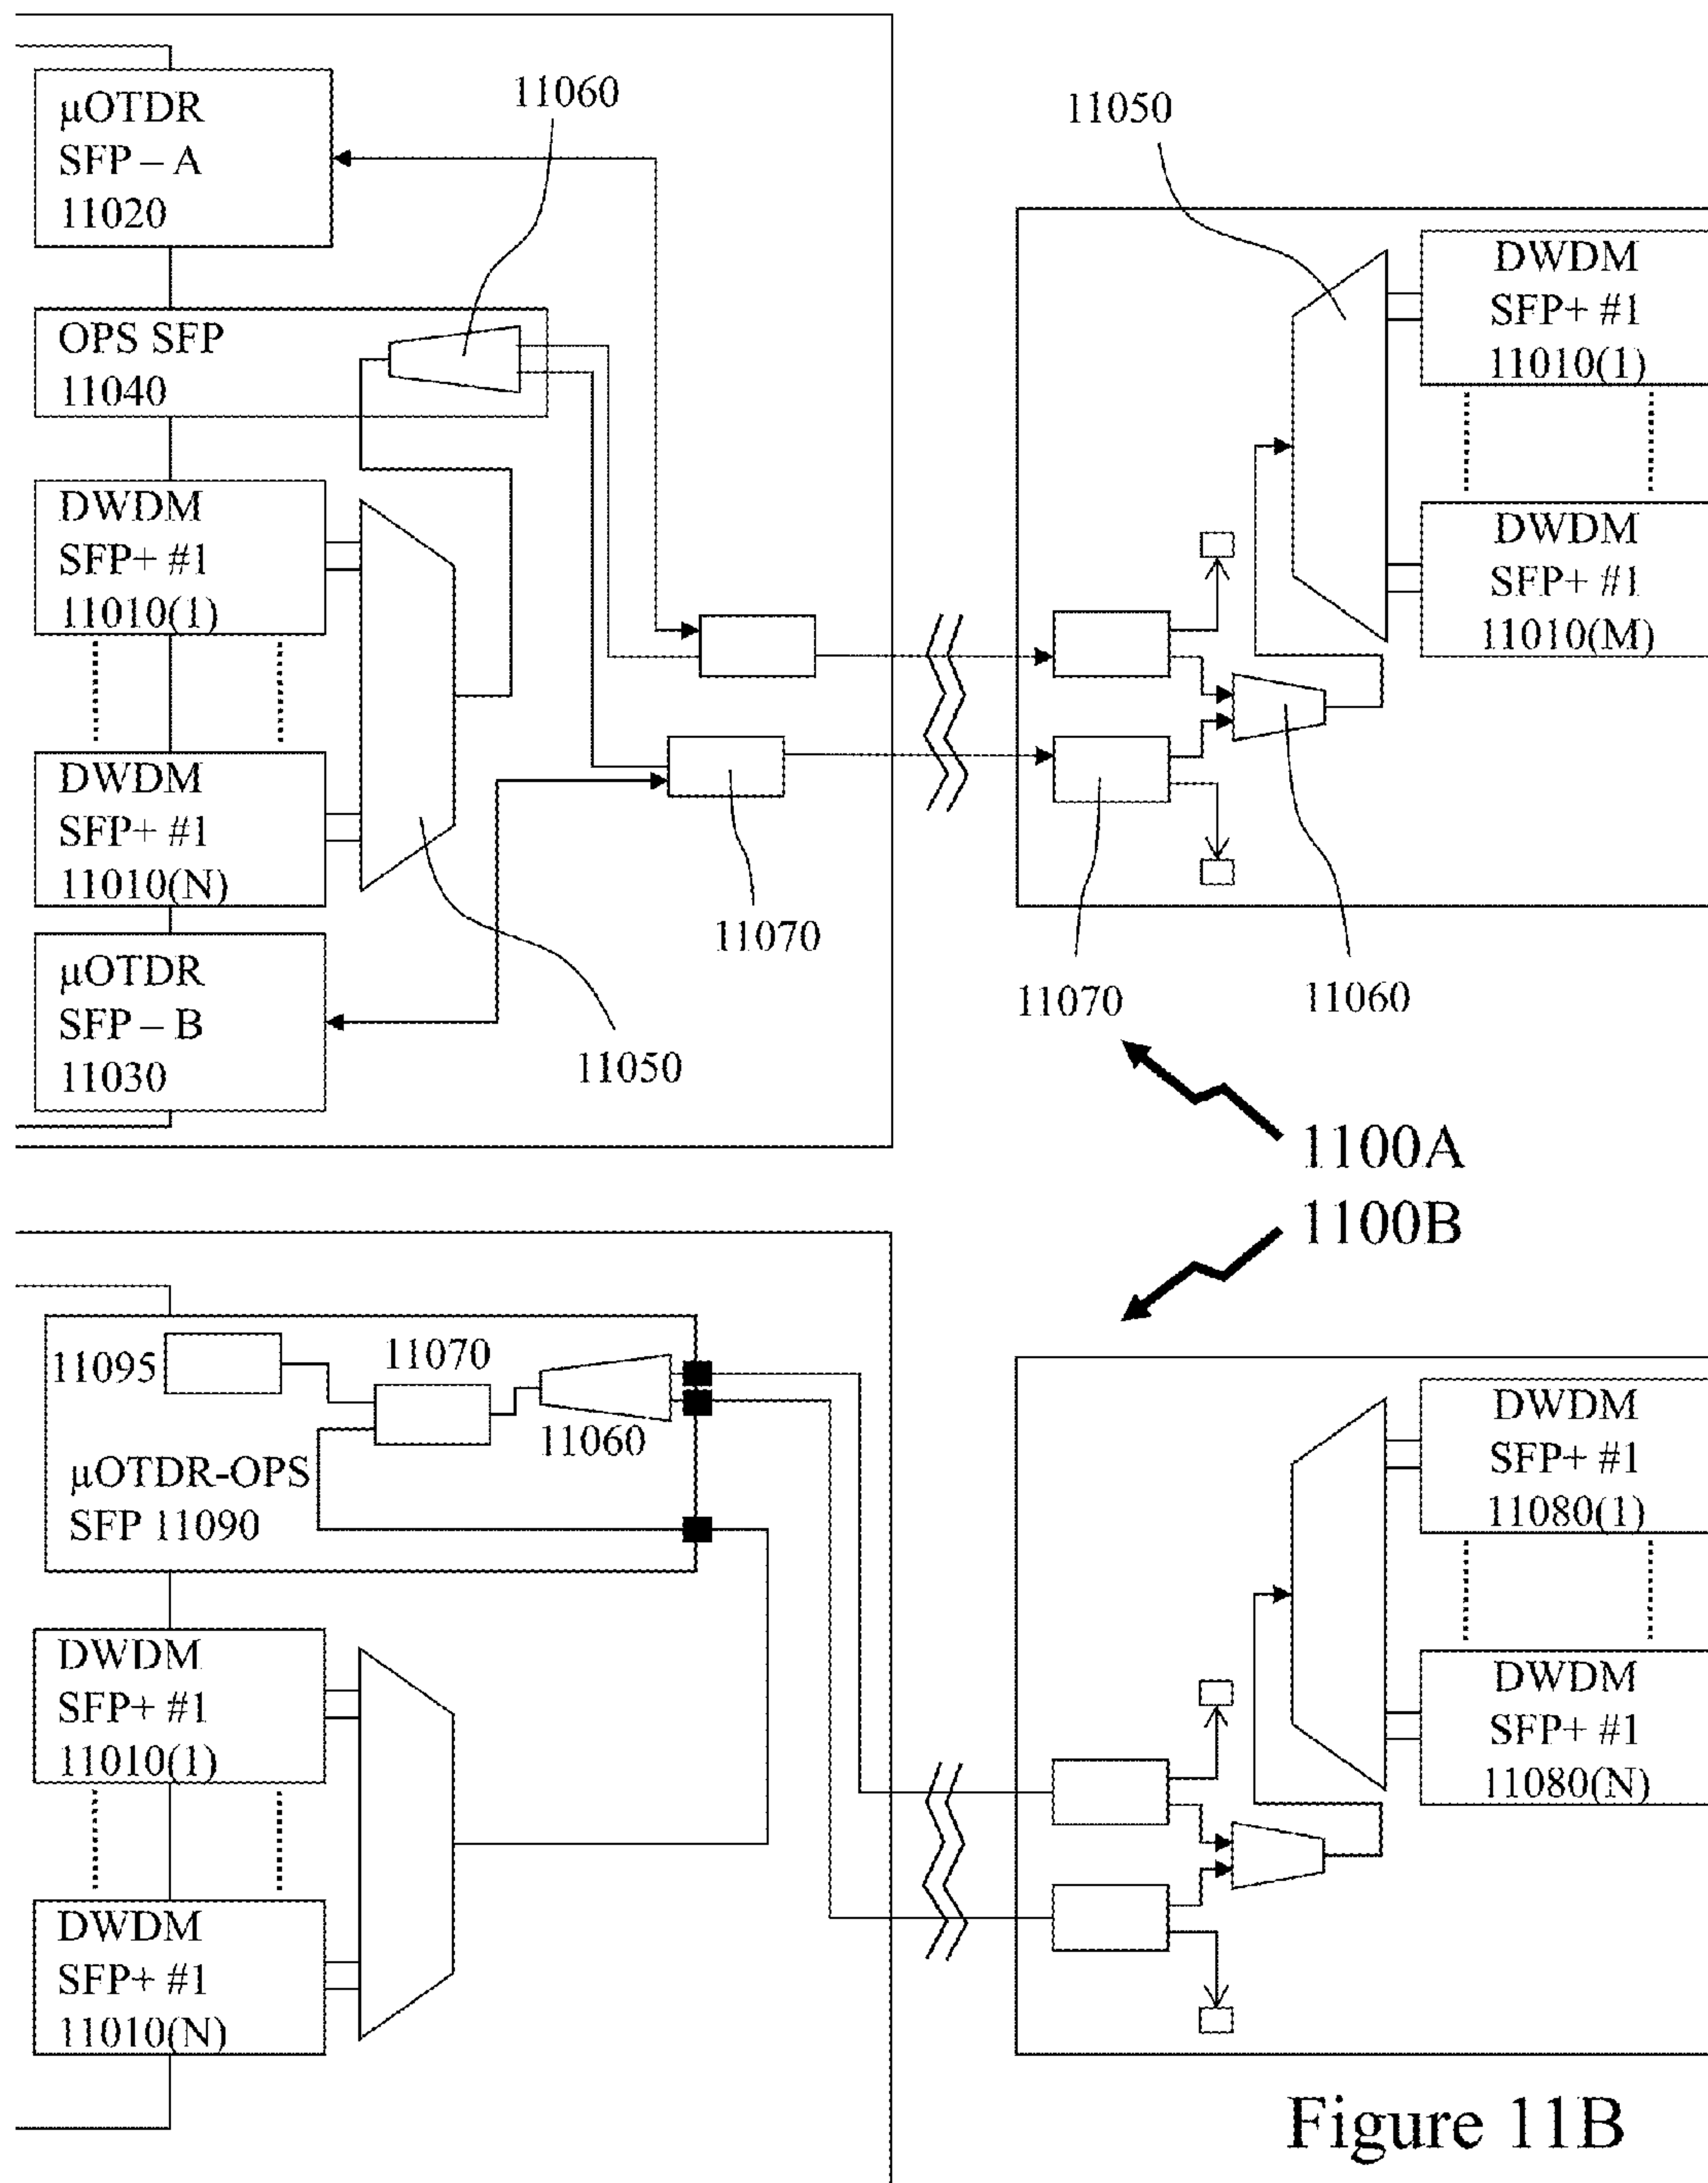 11060
11050
µOTDR
SFP – A
11020
DWDM
SFP+ #1
11010(1)
OPS SFP
11040
DWDM
SFP+ #1
11010(1)
DWDM
SFP+ #1
11010(M)
DWDM
SFP+ #1
11010(N)
11070
µOTDR
SFP – B
11030
11050
11070
11060
1100A
1100B
11095
11070
11060
µOTDR-OPS
SFP 11090
DWDM
SFP+ #1
11080(1)
DWDM
SFP+ #1
11010(1)
DWDM
SFP+ #1
11080(N)
DWDM
SFP+ #1
11010(N)
Figure 11B